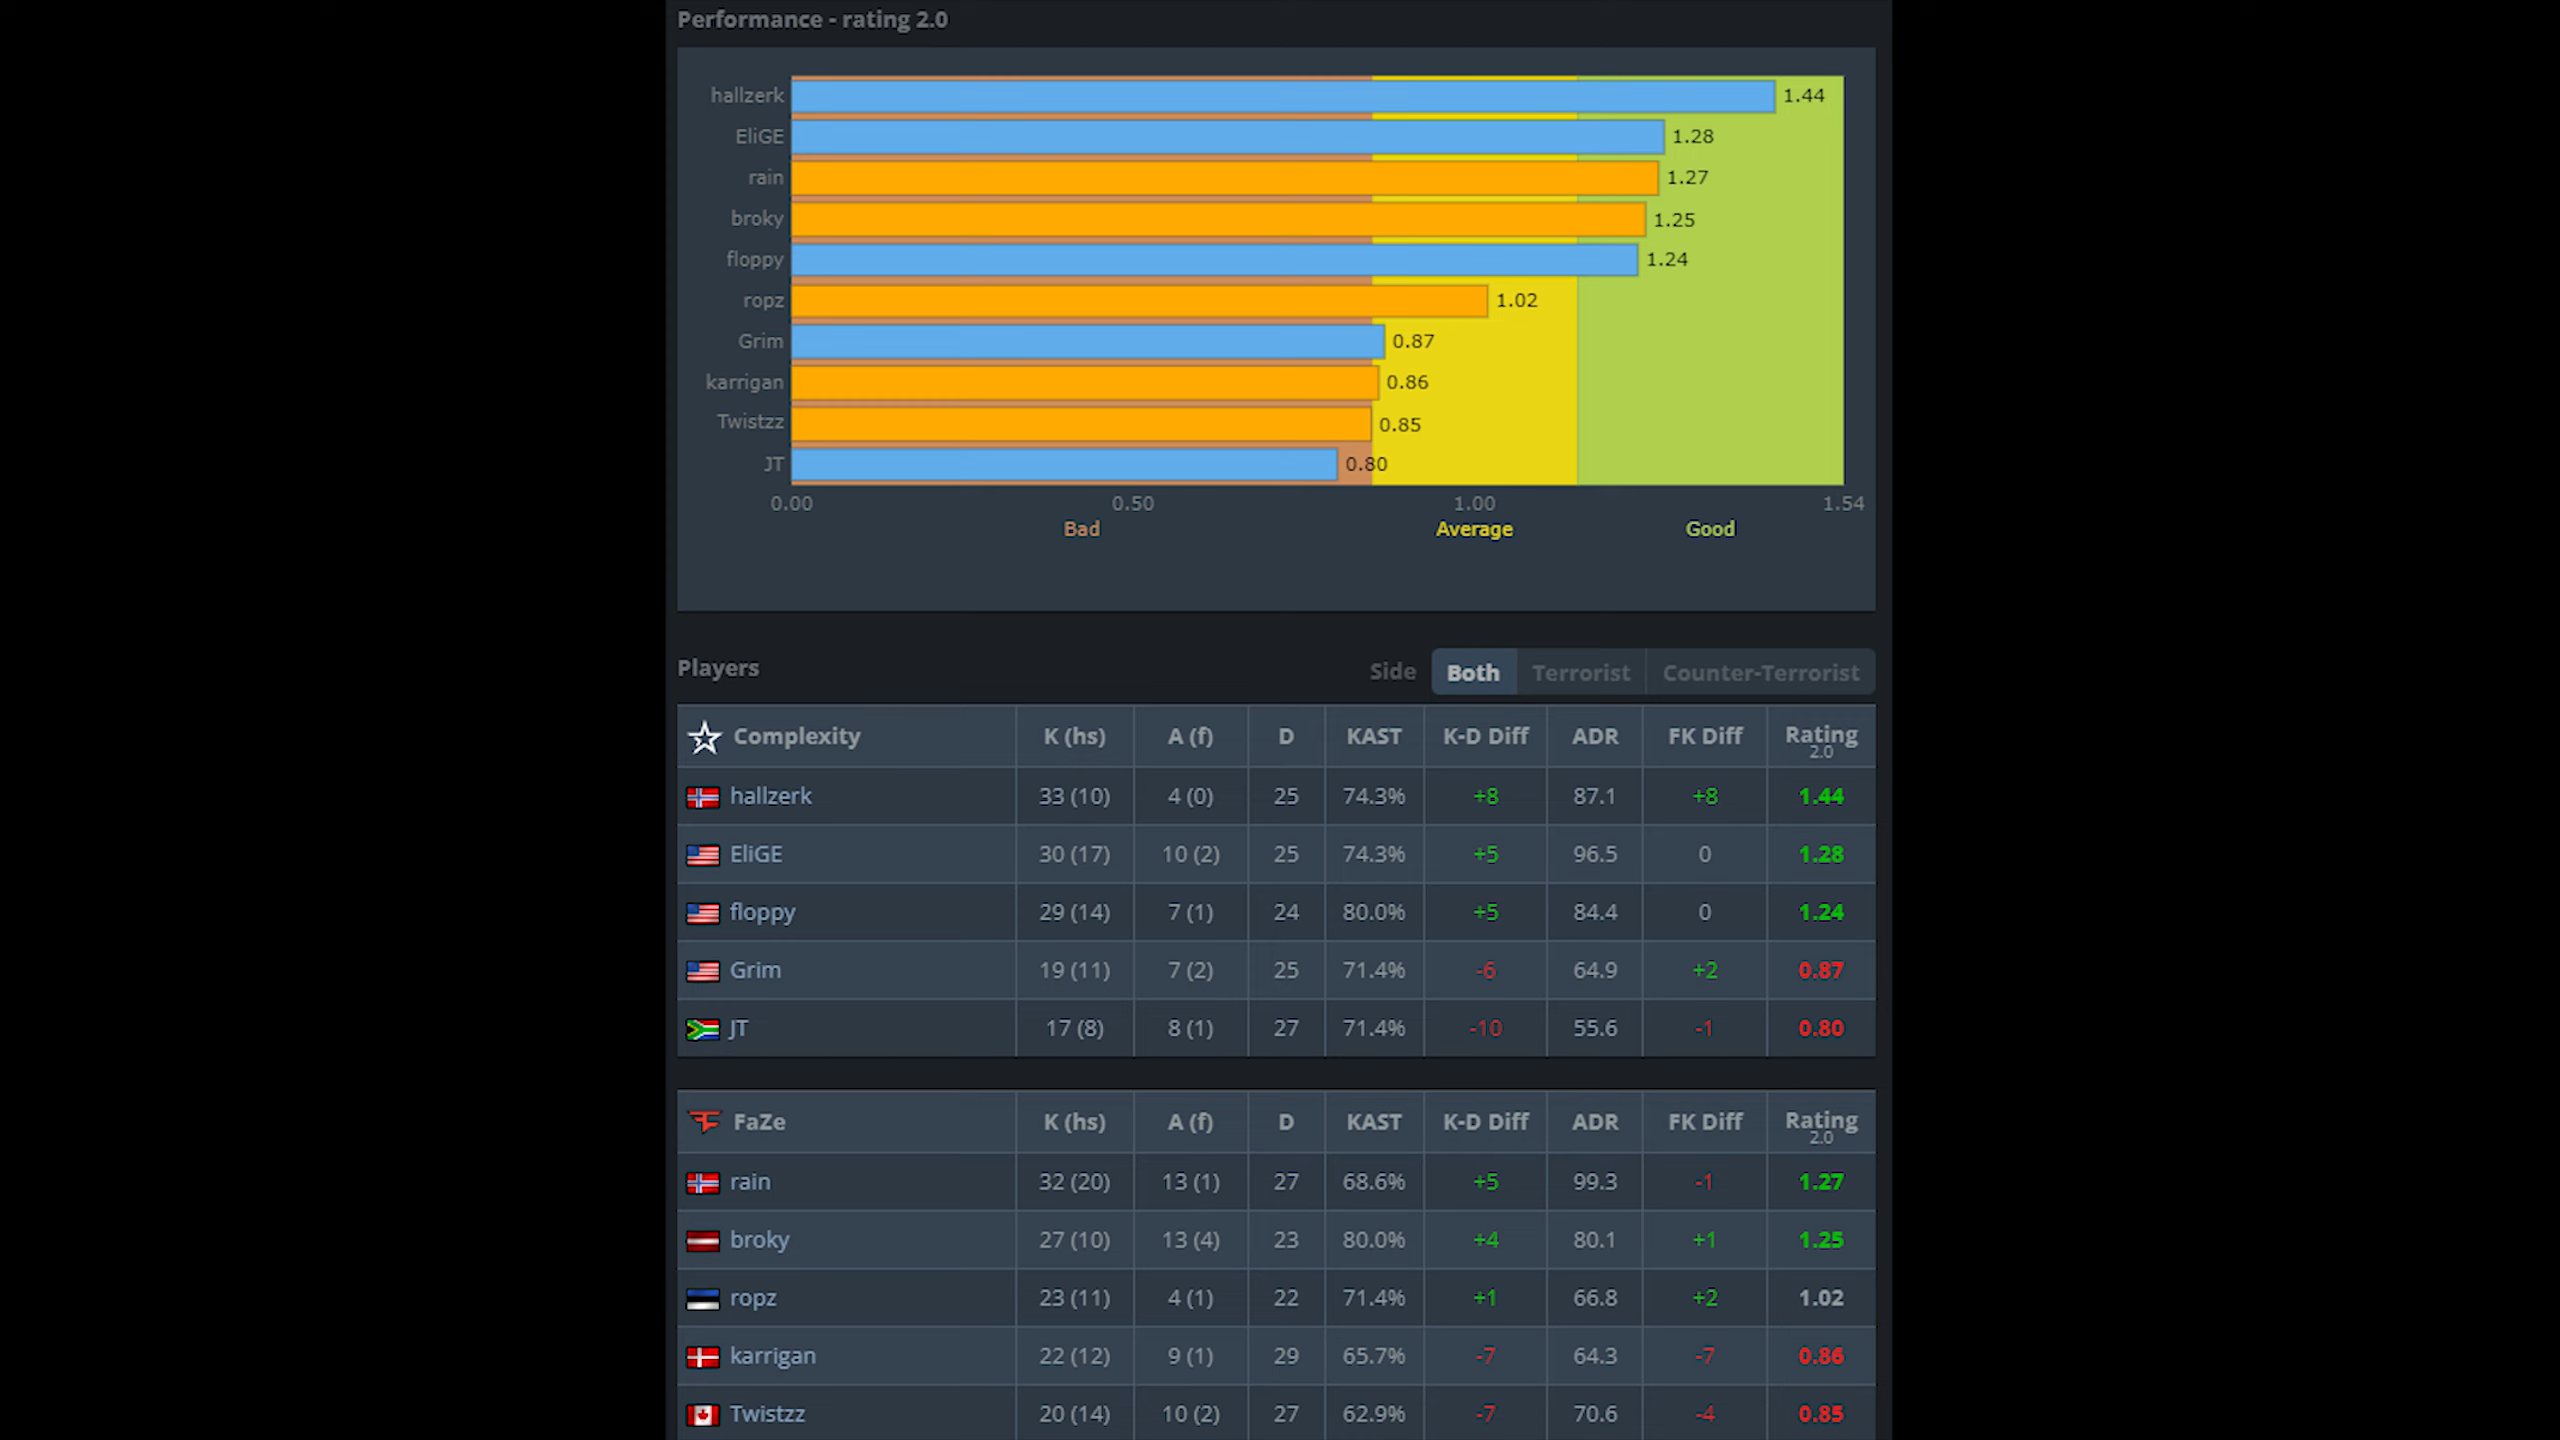 Performance - rating 2.0
hallzerk 1.44
EliGE 1.28
rain 1.27
broky 1.25
floppy 1.24
ropz 1.02
Grim 0.87
karrigan 0.86
Twistzz 0.85
JT 0.80
0.00 0.50 1.00 1.54
Bad Average Good
Players Side Both Terrorist Counter-Terrorist
Complexity K (hs) A (f) D KAST K-D Diff ADR FK Diff Rating 2.0
hallzerk 33 (10) 4 (0) 25 74.3% +8 87.1 +8 1.44
EliGE 30 (17) 10 (2) 25 74.3% +5 96.5 0 1.28
floppy 29 (14) 7 (1) 24 80.0% +5 84.4 0 1.24
Grim 19 (11) 7 (2) 25 71.4% -6 64.9 +2 0.87
JT 17 (8) 8 (1) 27 71.4% -10 55.6 -1 0.80
FaZe K (hs) A (f) D KAST K-D Diff ADR FK Diff Rating 2.0
rain 32 (20) 13 (1) 27 68.6% +5 99.3 -1 1.27
broky 27 (10) 13 (4) 23 80.0% +4 80.1 +1 1.25
ropz 23 (11) 4 (1) 22 71.4% +1 66.8 +2 1.02
karrigan 22 (12) 9 (1) 29 65.7% -7 64.3 -7 0.86
Twistzz 20 (14) 10 (2) 27 62.9% -7 70.6 -4 0.85